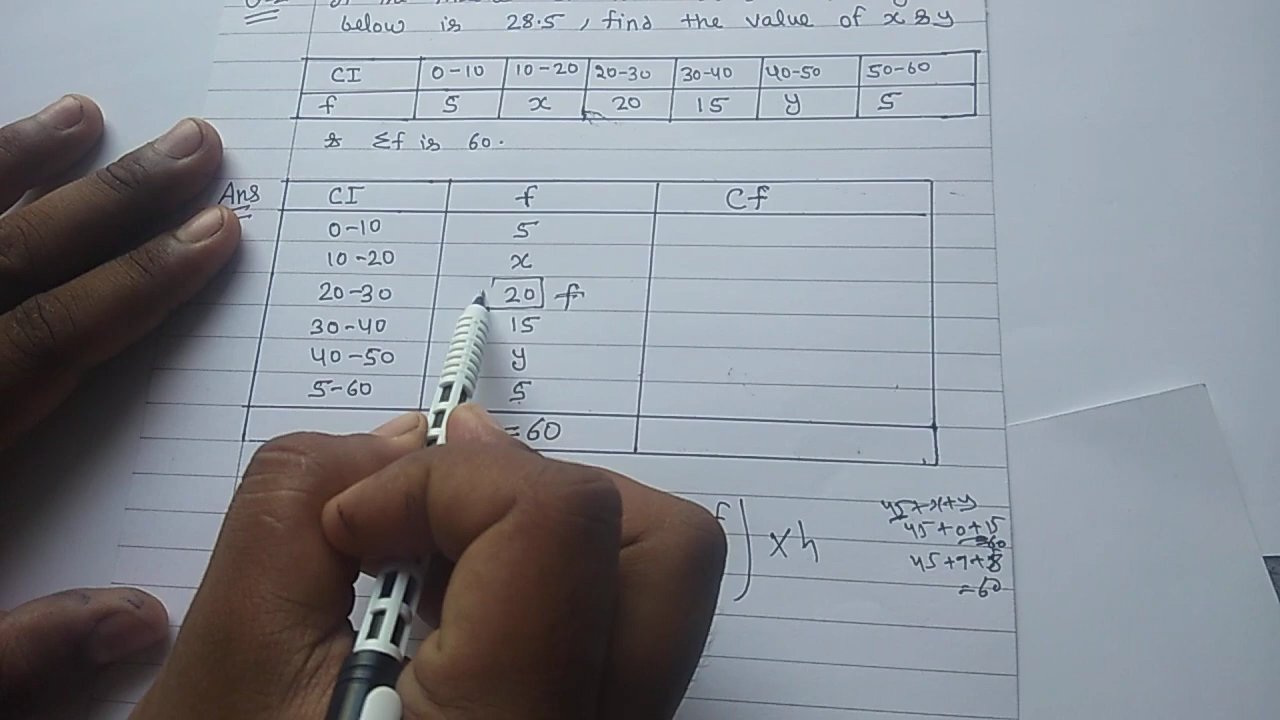 below is 28.5, find the value of x & y
CI 0-10 10-20 20-30 30-40 40-50 50-60
f 5 x 20 15 y 5
& Σf is 60.
Ans
CI f Cf
0-10 5
10-20 x
20-30 20 f
30-40 15
40-50 y
5-60 5
=60
) xh
45+x+y
45+0+15
=60
45+7+8
=60